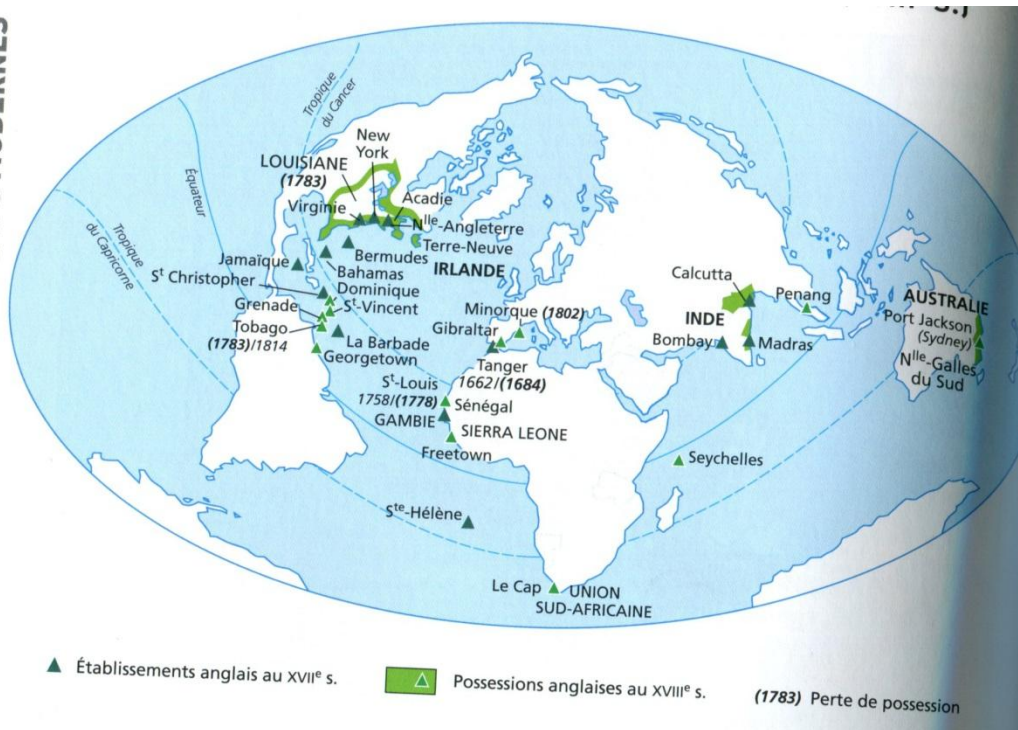 Tropique
du Cancer
Équateur
Tropique
du Capricorne
New
York
LOUISIANE
(1783)
Virginie
Acadie
Nlle-Angleterre
Terre-Neuve
Bermudes
IRLANDE
Jamaïque
Bahamas
St Christopher
Dominique
Grenade
St-Vincent
Tobago
(1783)/1814
La Barbade
Georgetown
Minorque (1802)
Gibraltar
Tanger
1662/(1684)
St-Louis
1758/(1778)
Sénégal
GAMBIE
SIERRA LEONE
Freetown
Ste-Hélène
Le Cap
UNION
SUD-AFRICAINE
Seychelles
Calcutta
INDE
Bombay
Madras
Penang
AUSTRALIE
Port Jackson
(Sydney)
Nlle-Galles
du Sud
Établissements anglais au XVIIe s.
Possessions anglaises au XVIIIe s.
(1783) Perte de possession